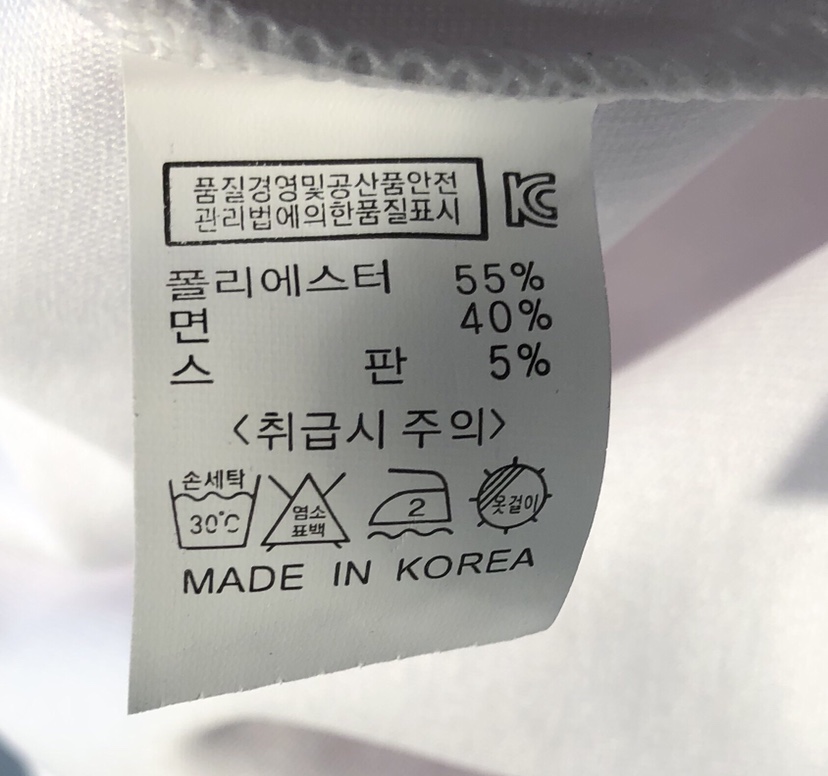 품질경영및공산품안전
관리법에의한품질표시
KC
폴리에스터 55%
면 40%
스 판 5%
<취급시 주의>
손세탁
30℃
염소
표백
2
옷걸이
MADE IN KOREA